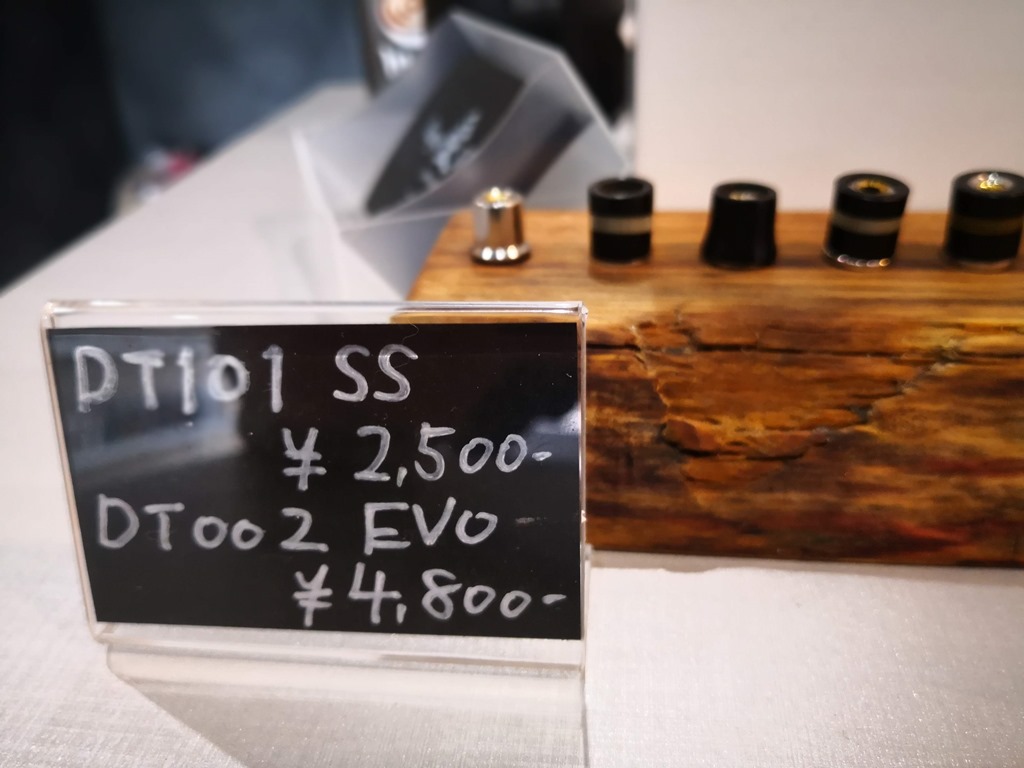 DT101 SS
¥2,500-
DT002 EVO
¥4,800-